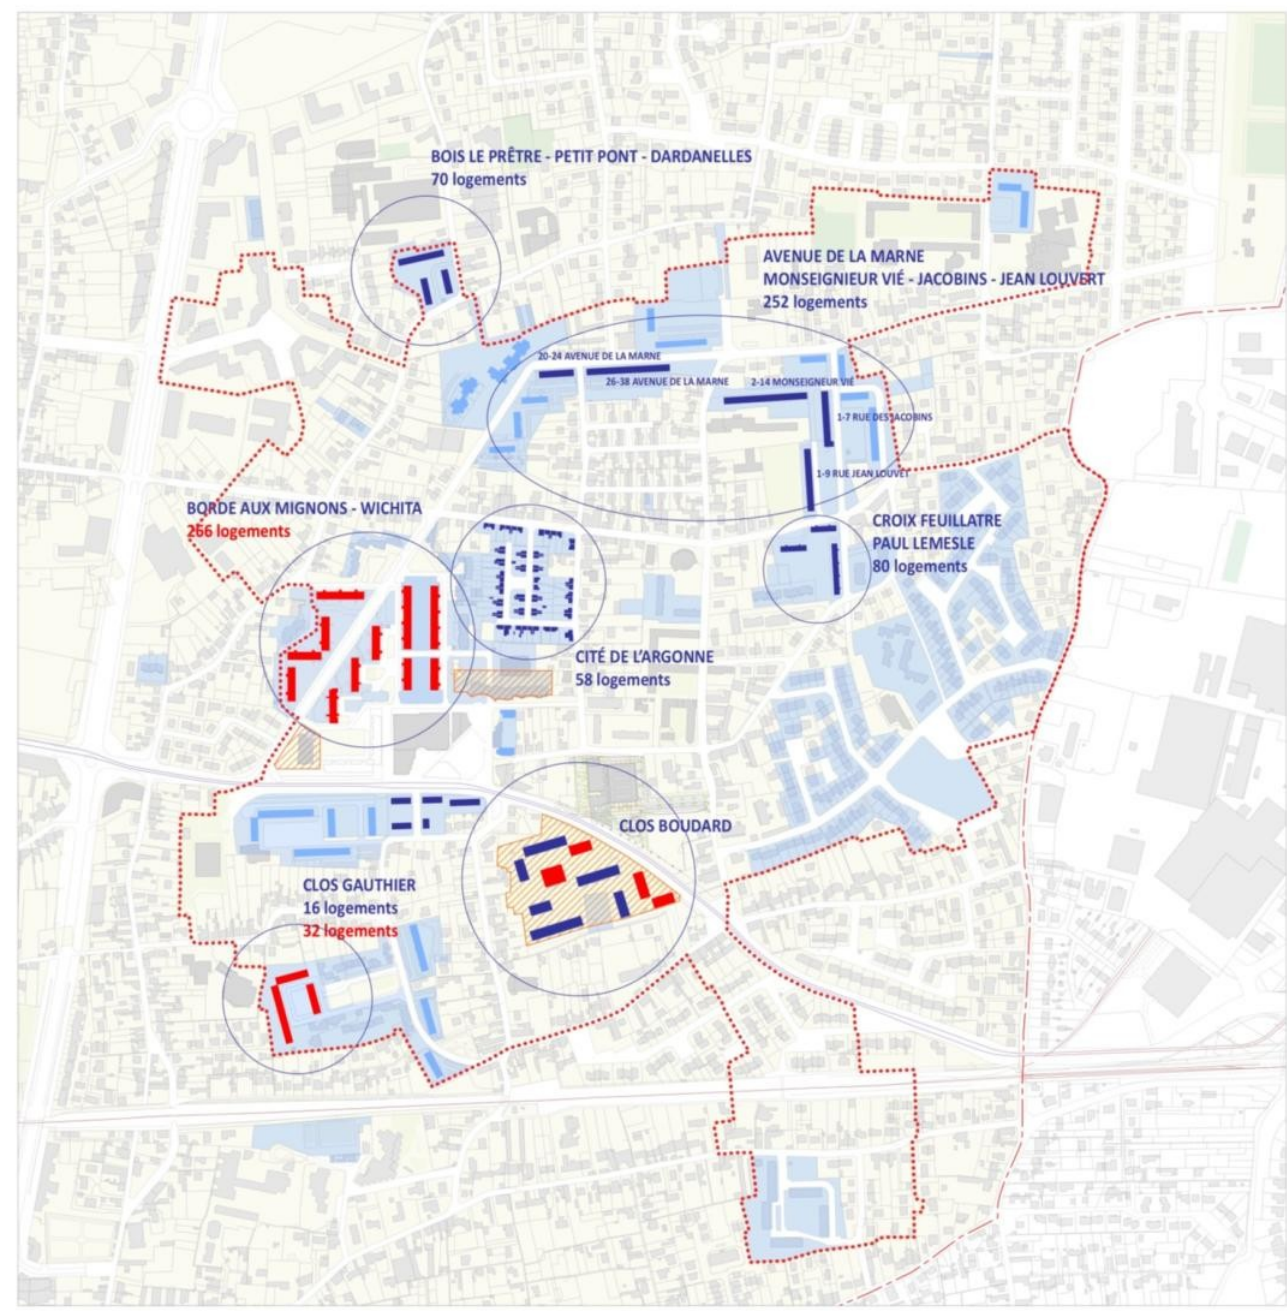 BOIS LE PRÊTRE - PETIT PONT - DARDANELLES
70 logements
AVENUE DE LA MARNE
MONSEIGNIEUR VIÉ - JACOBINS - JEAN LOUVERT
252 logements
20-24 AVENUE DE LA MARNE
26-38 AVENUE DE LA MARNE
2-14 MONSEIGNEUR VIÉ
1-7 RUE DES JACOBINS
1-9 RUE JEAN LOUVET
BORDE AUX MIGNONS - WICHITA
266 logements
CROIX FEUILLATRE
PAUL LEMESLE
80 logements
CITÉ DE L'ARGONNE
58 logements
CLOS BOUDARD
CLOS GAUTHIER
16 logements
32 logements